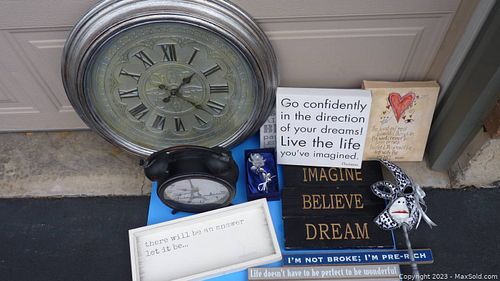 Go confidently
in the direction
of your dreams!
Live the life
you've imagined.
IMAGINE
BELIEVE
DREAM
there will be an answer
let it be...
I'M NOT BROKE; I'M PRE-RICH
Life doesn't have to be perfect to be wonderful
Copyright 2023 - MaxSold.com